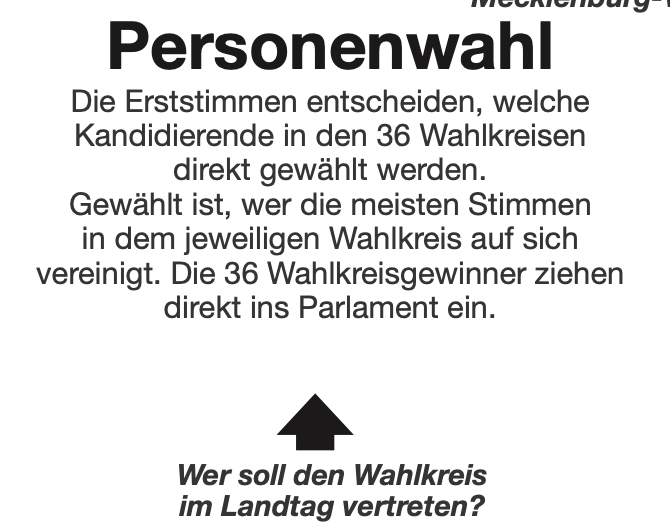 Mecklenburg-V
Personenwahl
Die Erststimmen entscheiden, welche
Kandidierende in den 36 Wahlkreisen
direkt gewählt werden.
Gewählt ist, wer die meisten Stimmen
in dem jeweiligen Wahlkreis auf sich
vereinigt. Die 36 Wahlkreisgewinner ziehen
direkt ins Parlament ein.
Wer soll den Wahlkreis
im Landtag vertreten?